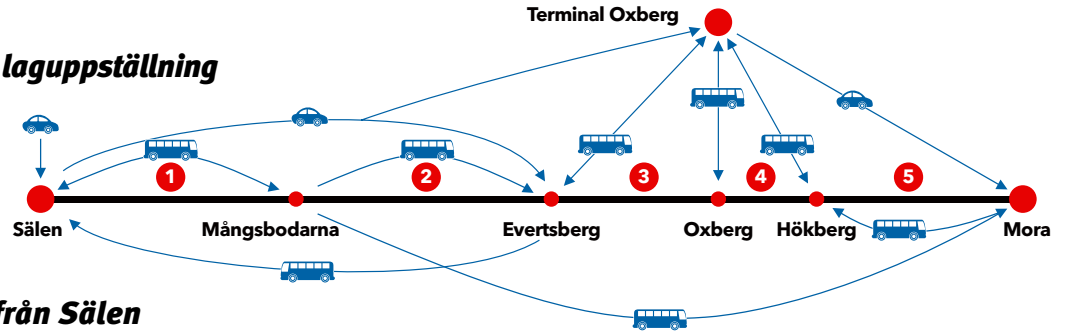 Terminal Oxberg
laguppställning
1
2
3
4
5
Sälen
Mångsbodarna
Evertsberg
Oxberg
Hökberg
Mora
från Sälen